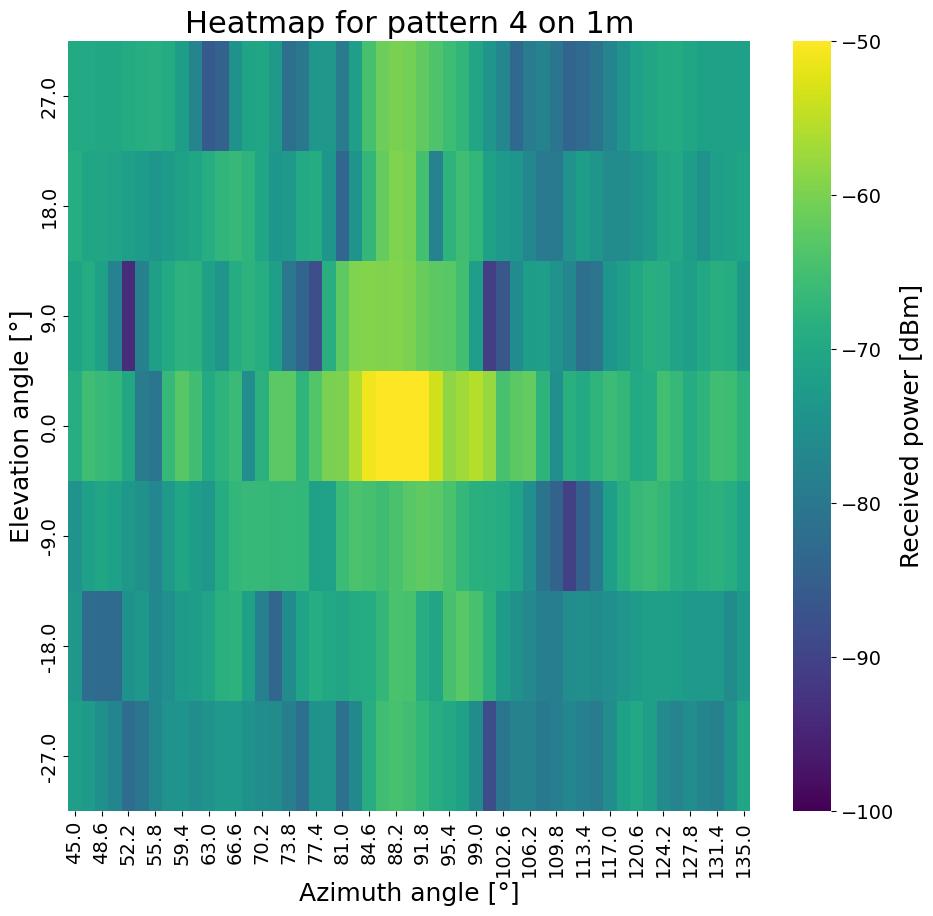 Heatmap for pattern 4 on 1m
Elevation angle [°]
27.0
18.0
9.0
0.0
-9.0
-18.0
-27.0
45.0 48.6 52.2 55.8 59.4 63.0 66.6 70.2 73.8 77.4 81.0 84.6 88.2 91.8 95.4 99.0 102.6 106.2 109.8 113.4 117.0 120.6 124.2 127.8 131.4 135.0
Azimuth angle [°]
−50
−60
−70
−80
−90
−100
Received power [dBm]